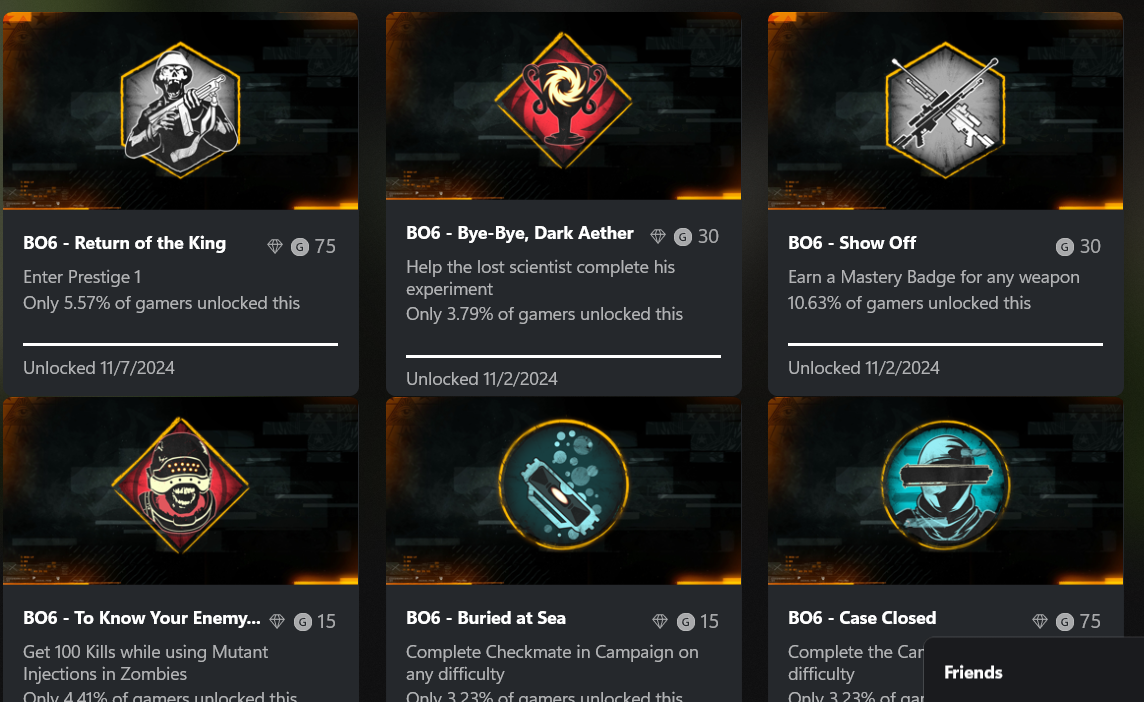 BO6 - Return of the King
G 75
Enter Prestige 1
Only 5.57% of gamers unlocked this
Unlocked 11/7/2024
BO6 - Bye-Bye, Dark Aether
G 30
Help the lost scientist complete his
experiment
Only 3.79% of gamers unlocked this
Unlocked 11/2/2024
BO6 - Show Off
G 30
Earn a Mastery Badge for any weapon
10.63% of gamers unlocked this
Unlocked 11/2/2024
BO6 - To Know Your Enemy...
G 15
Get 100 Kills while using Mutant
Injections in Zombies
Only 4.41% of gamers unlocked this
BO6 - Buried at Sea
G 15
Complete Checkmate in Campaign on
any difficulty
Only 3.23% of gamers unlocked this
BO6 - Case Closed
G 75
Complete the Car
difficulty
Only 3.23% of gar
Friends